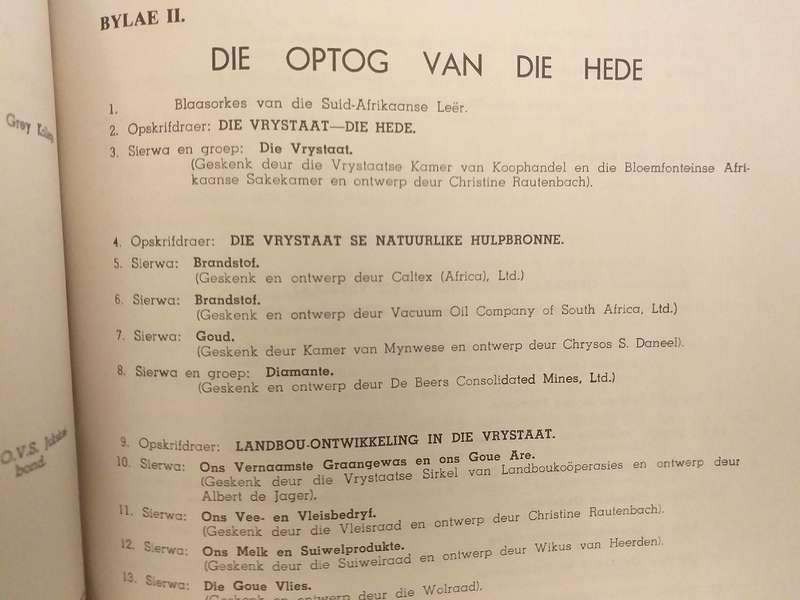 BYLAE II.
DIE OPTOG VAN DIE HEDE
1. Blaasorkes van die Suid-Afrikaanse Leër.
2. Opskrifdraer: DIE VRYSTAAT—DIE HEDE.
3. Sierwa en groep: Die Vrystaat.
(Geskenk deur die Vrystaatse Kamer van Koophandel en die Bloemfonteinse Afri-
kaanse Sakekamer en ontwerp deur Christine Rautenbach).
4. Opskrifdraer: DIE VRYSTAAT SE NATUURLIKE HULPBRONNE.
5. Sierwa: Brandstof.
(Geskenk en ontwerp deur Caltex (Africa), Ltd.)
6. Sierwa: Brandstof.
(Geskenk en ontwerp deur Vacuum Oil Company of South Africa, Ltd.)
7. Sierwa: Goud.
(Geskenk deur Kamer van Mynwese en ontwerp deur Chrysos S. Daneel).
8. Sierwa en groep: Diamante.
(Geskenk en ontwerp deur De Beers Consolidated Mines, Ltd.)
9. Opskrifdraer: LANDBOU-ONTWIKKELING IN DIE VRYSTAAT.
10. Sierwa: Ons Vernaamste Graangewas en ons Goue Are.
(Geskenk deur die Vrystaatse Sirkel van Landboukoöperasies en ontwerp deur
Albert de Jager).
11. Sierwa: Ons Vee- en Vleisbedryf.
(Geskenk deur die Vleisraad en ontwerp deur Christine Rautenbach).
12. Sierwa: Ons Melk en Suiwelprodukte.
(Geskenk deur die Suiwelraad en ontwerp deur Wikus van Heerden).
13. Sierwa: Die Goue Vlies.
(Geskenk en ontwerp deur die Wolraad).
Grey
O.V.S.
bond.